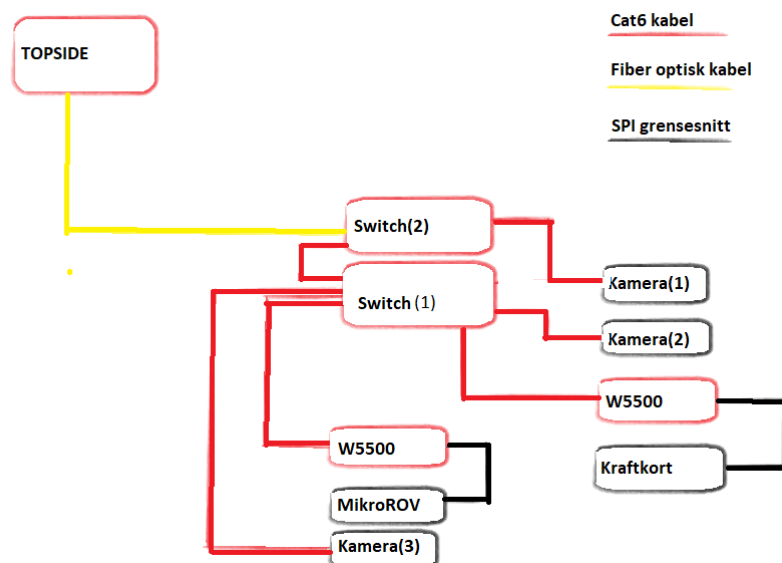 Cat6 kabel
TOPSIDE
Fiber optisk kabel
SPI grensesnitt
Switch(2)
Kamera(1)
Switch (1)
Kamera(2)
W5500
W5500
Kraftkort
MikroROV
Kamera(3)